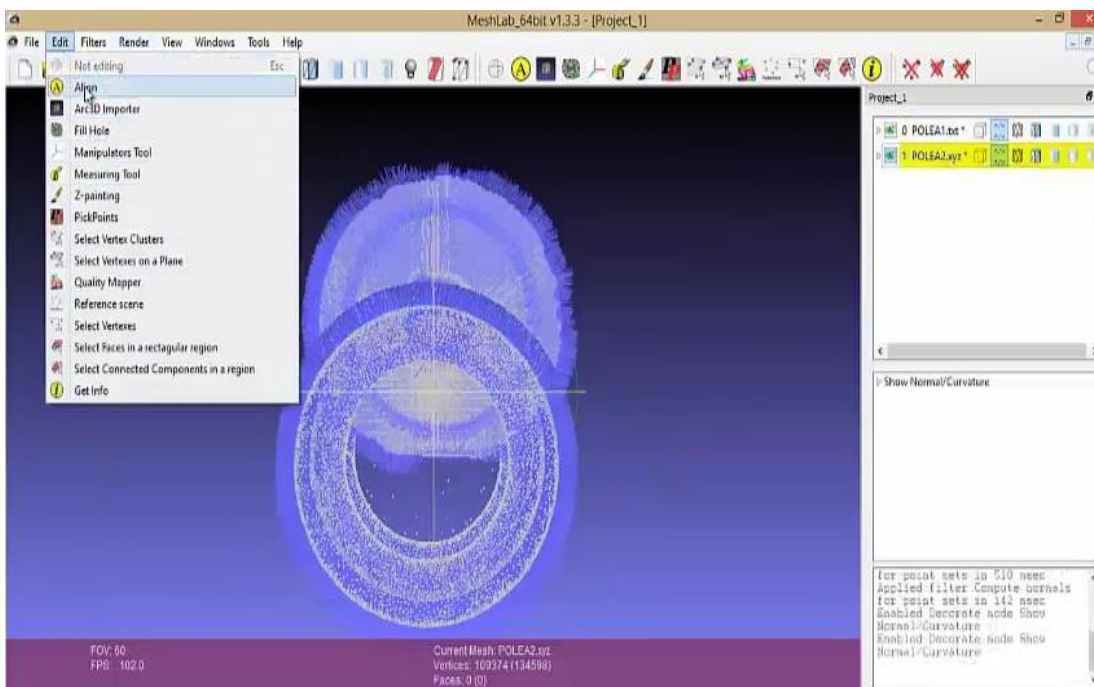 MeshLab_64bit v1.3.3 - [Project_1]
File Edit Filters Render View Windows Tools Help
Not editing Esc
Align
Arc3D Importer
Fill Hole
Manipulators Tool
Measuring Tool
Z-painting
PickPoints
Select Vertex Clusters
Select Vertexes on a Plane
Quality Mapper
Reference scene
Select Vertexes
Select Faces in a rectagular region
Select Connected Components in a region
Get Info
Project_1
0 POLEA1.txt *
1 POLEA2.xyz *
Show Normal/Curvature
for point sets in 510 msec
Applied filter Compute normals
for point sets in 142 msec
Enabled Decorate mode Show
Normal/Curvature
Enabled Decorate mode Show
Normal/Curvature
FOV: 60
FPS: 102.0
Current Mesh: POLEA2.xyz
Vertices: 109374 (134598)
Faces: 0 (0)